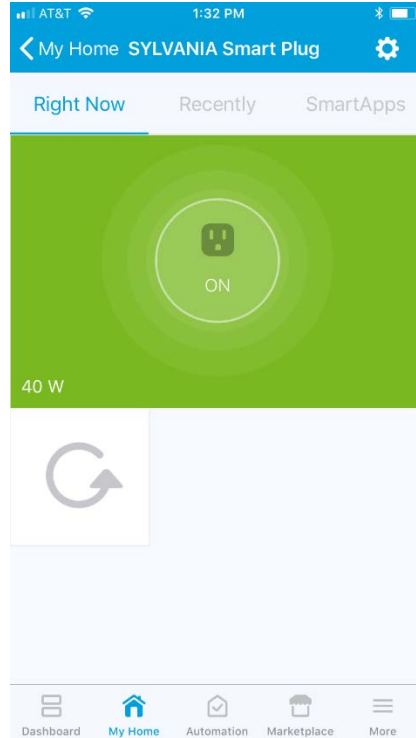 AT&T 1:32 PM
My Home SYLVANIA Smart Plug
Right Now Recently SmartApps
ON
40 W
Dashboard My Home Automation Marketplace More